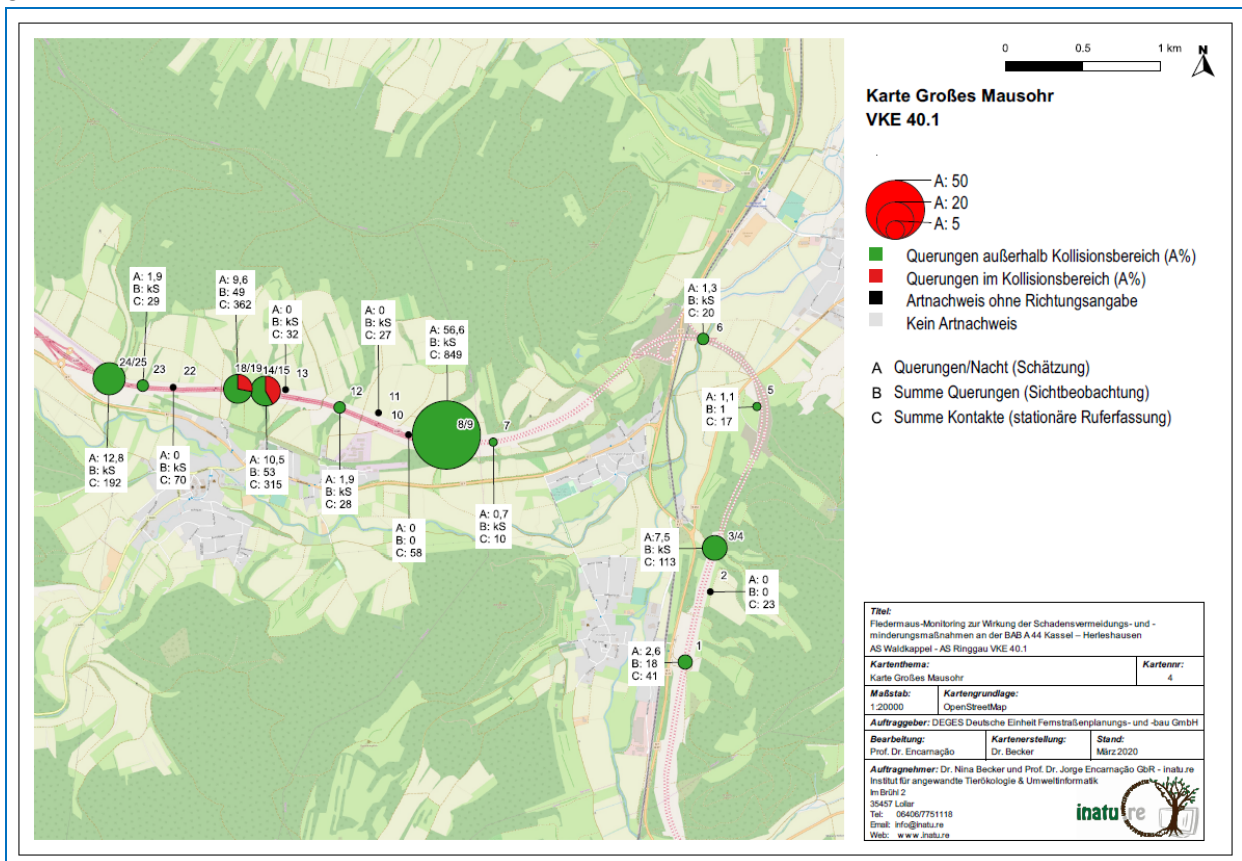 0 0.5 1 km N
Karte Großes Mausohr
VKE 40.1
A: 50
A: 20
A: 5
Querungen außerhalb Kollisionsbereich (A%)
Querungen im Kollisionsbereich (A%)
Artnachweis ohne Richtungsangabe
Kein Artnachweis
A Querungen/Nacht (Schätzung)
B Summe Querungen (Sichtbeobachtung)
C Summe Kontakte (stationäre Ruferfassung)
A: 1,9
B: kS
C: 29
A: 9,6
B: 49
C: 362
A: 0
B: kS
C: 32
A: 0
B: kS
C: 27
A: 56,6
B: kS
C: 849
A: 1,3
B: kS
C: 20
24/25
23
22
18/19
14/15
13
12
11
10
8/9
7
6
5
3/4
2
1
A: 12,8
B: kS
C: 192
A: 0
B: kS
C: 70
A: 10,5
B: 53
C: 315
A: 1,9
B: kS
C: 28
A: 0
B: 0
C: 58
A: 0,7
B: kS
C: 10
A: 1,1
B: 1
C: 17
A:7,5
B: kS
C: 113
A: 0
B: 0
C: 23
A: 2,6
B: 18
C: 41
Titel:
Fledermaus-Monitoring zur Wirkung der Schadensvermeidungs- und -
minderungsmaßnahmen an der BAB A 44 Kassel – Herleshausen
AS Waldkappel - AS Ringgau VKE 40.1
Kartenthema: Kartennr:
Karte Großes Mausohr 4
Maßstab: Kartengrundlage:
1:20000 OpenStreetMap
Auftraggeber: DEGES Deutsche Einheit Fernstraßenplanungs- und -bau GmbH
Bearbeitung: Kartenerstellung: Stand:
Prof. Dr. Encarnação Dr. Becker März 2020
Auftragnehmer: Dr. Nina Becker und Prof. Dr. Jorge Encarnação GbR - inatu.re
Institut für angewandte Tierökologie & Umweltinformatik
Im Brühl 2
35457 Lollar
Tel: 06406/7751118
Email: info@inatu.re
Web: www.inatu.re
inatu re